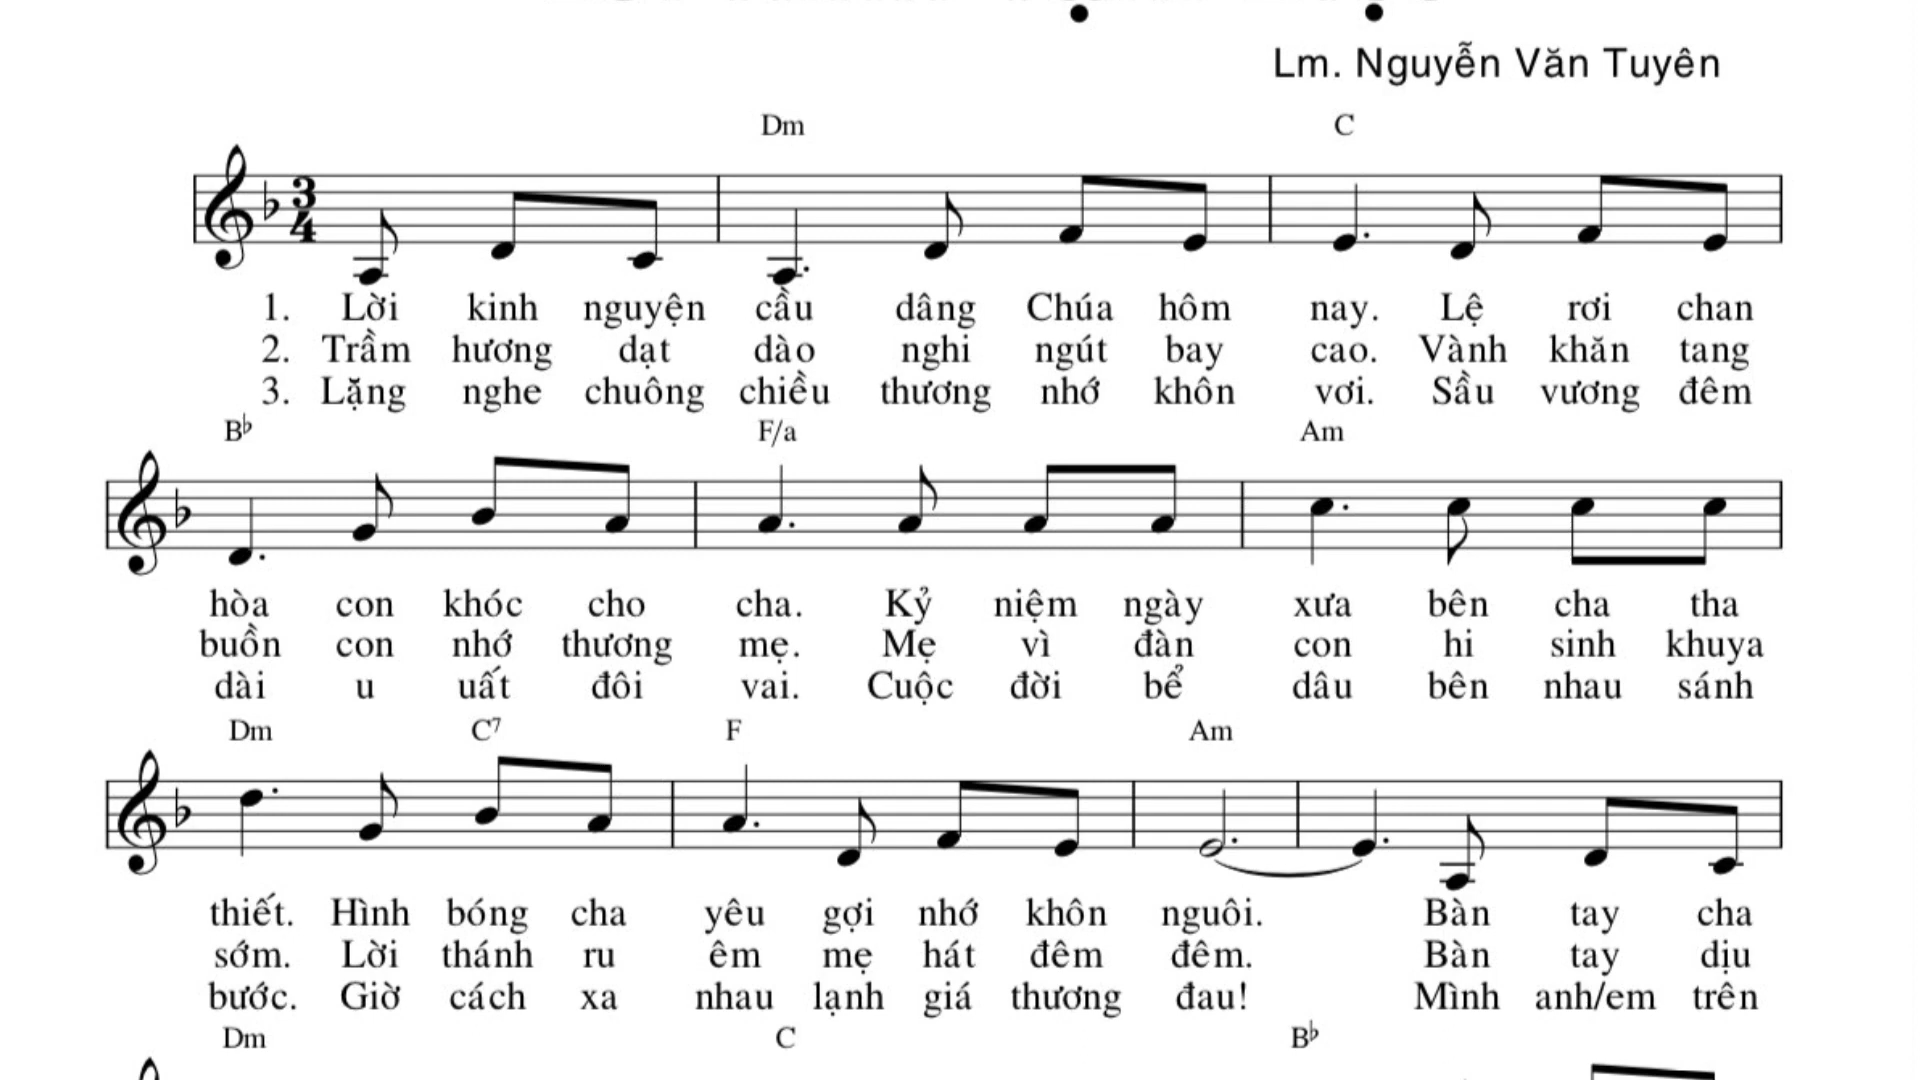 Lm. Nguyễn Văn Tuyên
Dm C
3
4
1. Lời kinh nguyện cầu dâng Chúa hôm nay. Lệ rơi chan
2. Trầm hương dạt dào nghi ngút bay cao. Vành khăn tang
3. Lặng nghe chuông chiều thương nhớ khôn vơi. Sầu vương đêm
B♭ F/a Am
hòa con khóc cho cha. Kỷ niệm ngày xưa bên cha tha
buồn con nhớ thương mẹ. Mẹ vì đàn con hi sinh khuya
dài u uất đôi vai. Cuộc đời bể dâu bên nhau sánh
Dm C7 F Am
thiết. Hình bóng cha yêu gợi nhớ khôn nguôi. Bàn tay cha
sớm. Lời thánh ru êm mẹ hát đêm đêm. Bàn tay dịu
bước. Giờ cách xa nhau lạnh giá thương đau! Mình anh/em trên
Dm C B♭